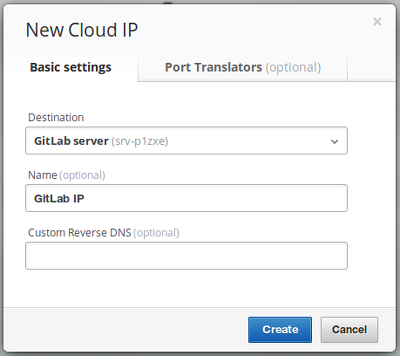 New Cloud IP
×
Basic settings
Port Translators (optional)
Destination
GitLab server (srv-p1zxe)
Name (optional)
GitLab IP
Custom Reverse DNS (optional)
Create
Cancel